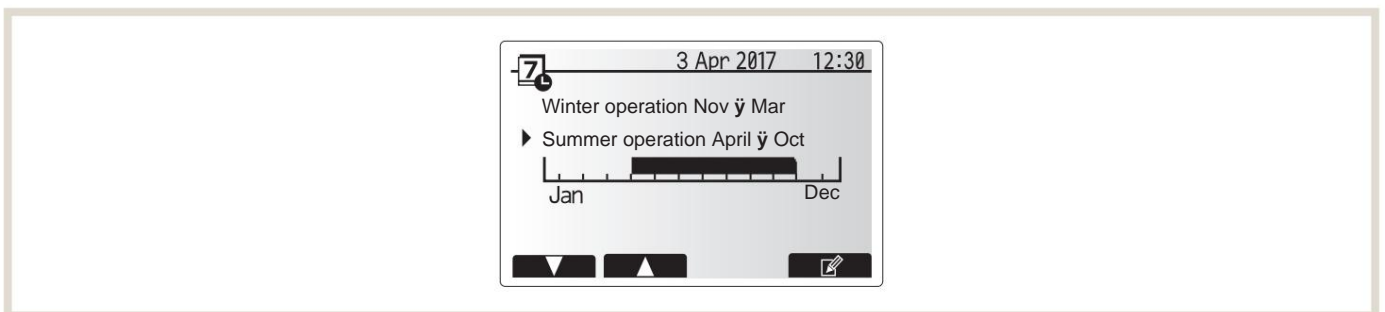 7 3 Apr 2017 12:30
Winter operation Nov ÿ Mar
Summer operation April ÿ Oct
Jan Dec